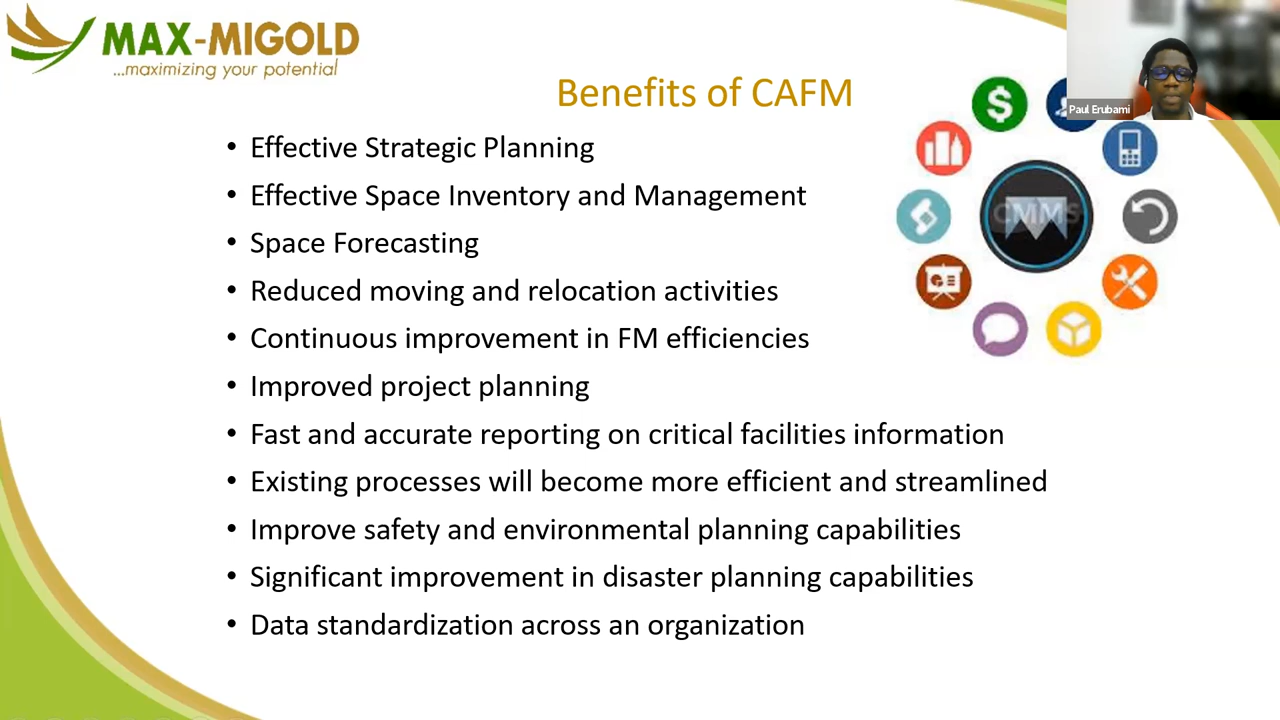 MAX-MIGOLD
...maximizing your potential
Paul Erubami
Benefits of CAFM
• Effective Strategic Planning
• Effective Space Inventory and Management
• Space Forecasting
• Reduced moving and relocation activities
• Continuous improvement in FM efficiencies
• Improved project planning
• Fast and accurate reporting on critical facilities information
• Existing processes will become more efficient and streamlined
• Improve safety and environmental planning capabilities
• Significant improvement in disaster planning capabilities
• Data standardization across an organization
$
CMMS